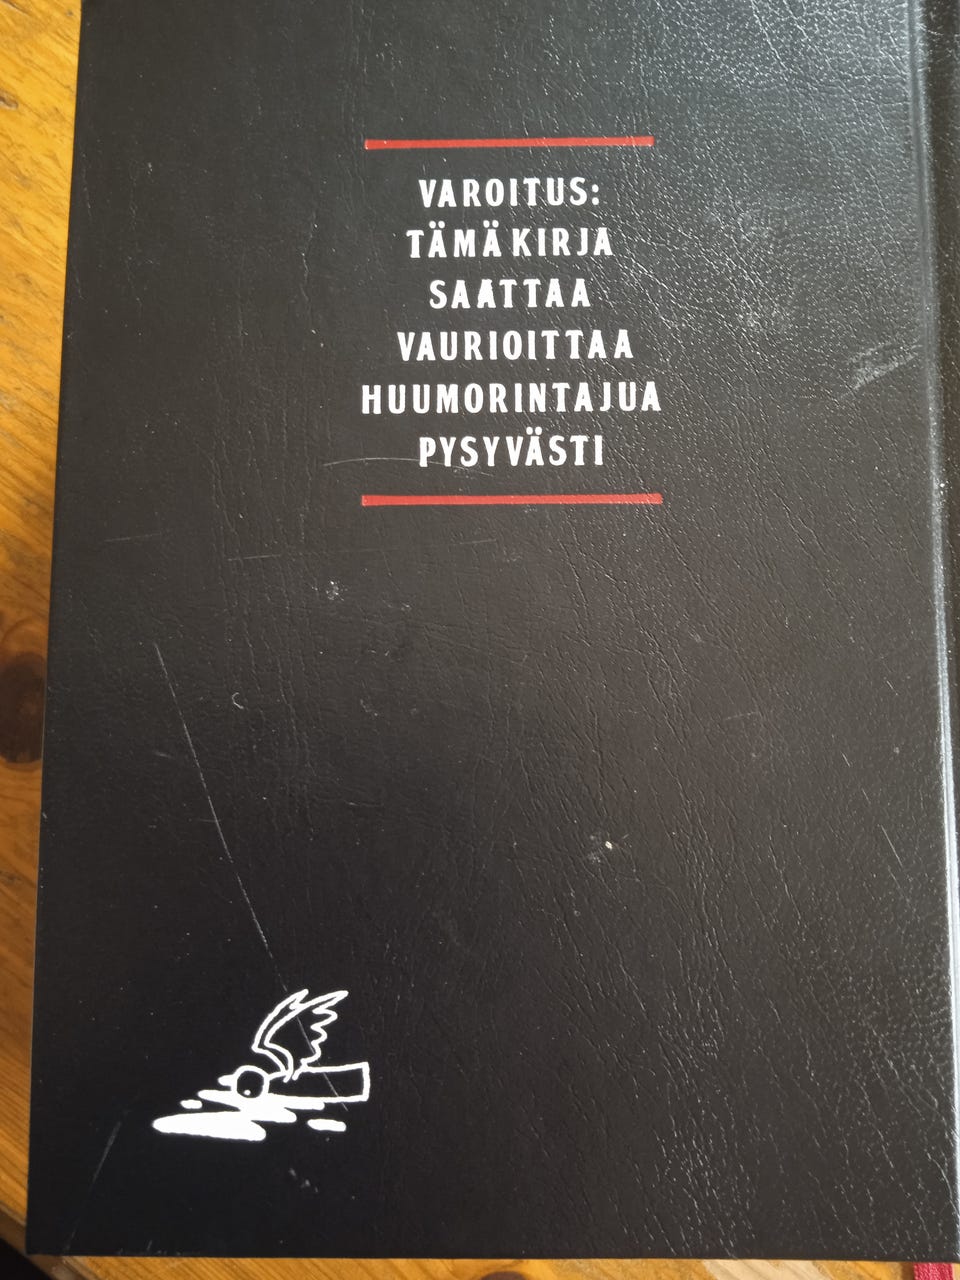 VAROITUS:
TÄMÄ KIRJA
SAATTAA
VAURIOITTAA
HUUMORINTAJUA
PYSYVÄSTI